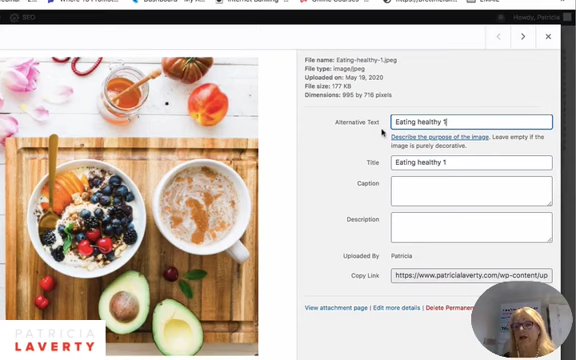 SEO
Howdy, Patricia
File name: Eating-healthy-1.jpeg
File type: image/jpeg
Uploaded on: May 19, 2020
File size: 177 KB
Dimensions: 995 by 716 pixels
Alternative Text
Eating healthy 1
Describe the purpose of the image. Leave empty if the
image is purely decorative.
Title
Eating healthy 1
Caption
Description
Uploaded By
Patricia
Copy Link
https://www.patricialaverty.com/wp-content/up
View attachment page | Edit more details | Delete Permanen
PATRICIA
LAVERTY